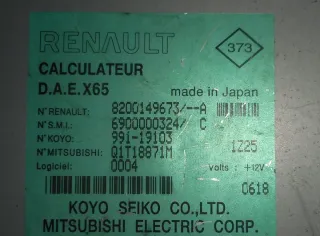 RENAULT
373
CALCULATEUR
D.A.E.X65
made in Japan
N°RENAULT: 8200149673/--A
N°S.M.I.: 6900000324/ C
N°KOYO: 991-19103
N°MITSUBISHI: Q1T18871M
1Z25
Logiciel: 0004
volts : +12V
0618
KOYO SEIKO CO.,LTD.
MITSUBISHI ELECTRIC CORP.